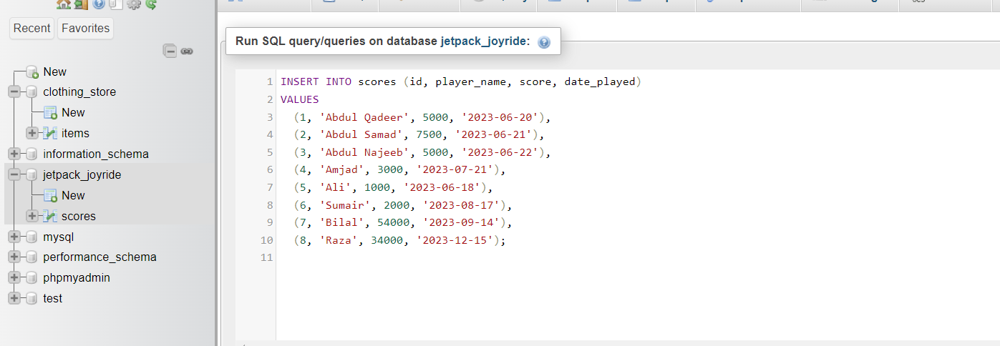 Recent Favorites
New
clothing_store
New
items
information_schema
jetpack_joyride
New
scores
mysql
performance_schema
phpmyadmin
test
Run SQL query/queries on database jetpack_joyride:
1 INSERT INTO scores (id, player_name, score, date_played)
2 VALUES
3 (1, 'Abdul Qadeer', 5000, '2023-06-20'),
4 (2, 'Abdul Samad', 7500, '2023-06-21'),
5 (3, 'Abdul Najeeb', 5000, '2023-06-22'),
6 (4, 'Amjad', 3000, '2023-07-21'),
7 (5, 'Ali', 1000, '2023-06-18'),
8 (6, 'Sumair', 2000, '2023-08-17'),
9 (7, 'Bilal', 54000, '2023-09-14'),
10 (8, 'Raza', 34000, '2023-12-15');
11